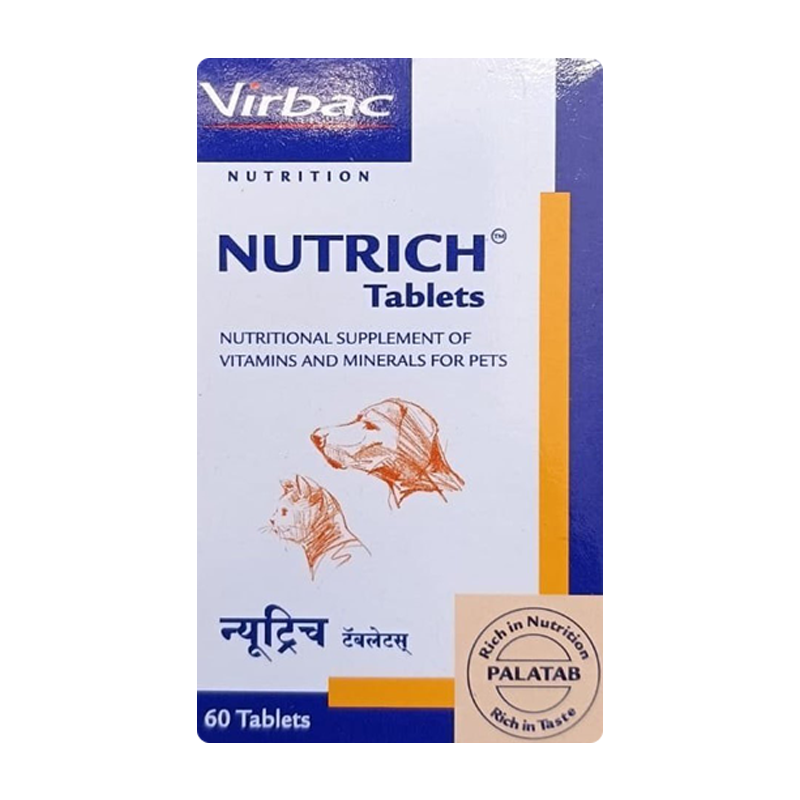 Virbac
NUTRITION
NUTRICH™
Tablets
NUTRITIONAL SUPPLEMENT OF
VITAMINS AND MINERALS FOR PETS
न्यूट्रिच टॅबलेटस्
60 Tablets
Rich in Nutrition
PALATAB
Rich in Taste